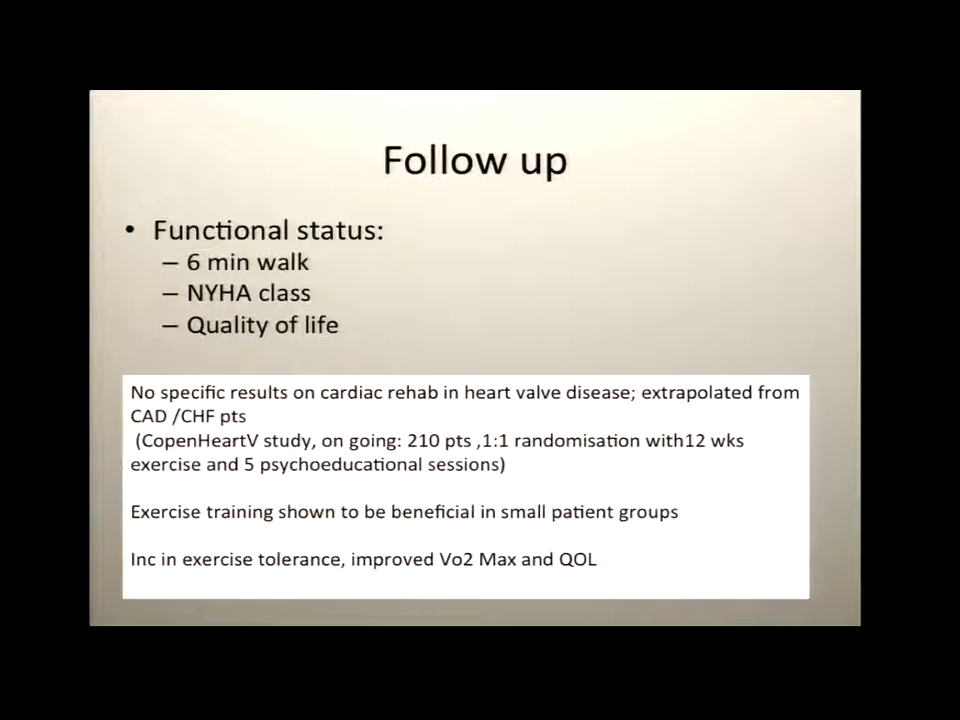 Follow up
• Functional status:
– 6 min walk
– NYHA class
– Quality of life
No specific results on cardiac rehab in heart valve disease; extrapolated from
CAD /CHF pts
(CopenHeartV study, on going: 210 pts ,1:1 randomisation with12 wks
exercise and 5 psychoeducational sessions)
Exercise training shown to be beneficial in small patient groups
Inc in exercise tolerance, improved Vo2 Max and QOL